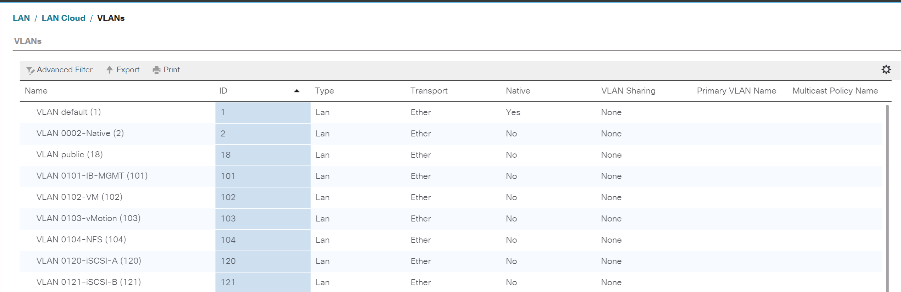 LAN / LAN Cloud / VLANs
VLANs
Advanced Filter Export Print
Name ID Type Transport Native VLAN Sharing Primary VLAN Name Multicast Policy Name
VLAN default (1) 1 Lan Ether Yes None
VLAN 0002-Native (2) 2 Lan Ether No None
VLAN public (18) 18 Lan Ether No None
VLAN 0101-IB-MGMT (101) 101 Lan Ether No None
VLAN 0102-VM (102) 102 Lan Ether No None
VLAN 0103-vMotion (103) 103 Lan Ether No None
VLAN 0104-NFS (104) 104 Lan Ether No None
VLAN 0120-iSCSI-A (120) 120 Lan Ether No None
VLAN 0121-iSCSI-B (121) 121 Lan Ether No None